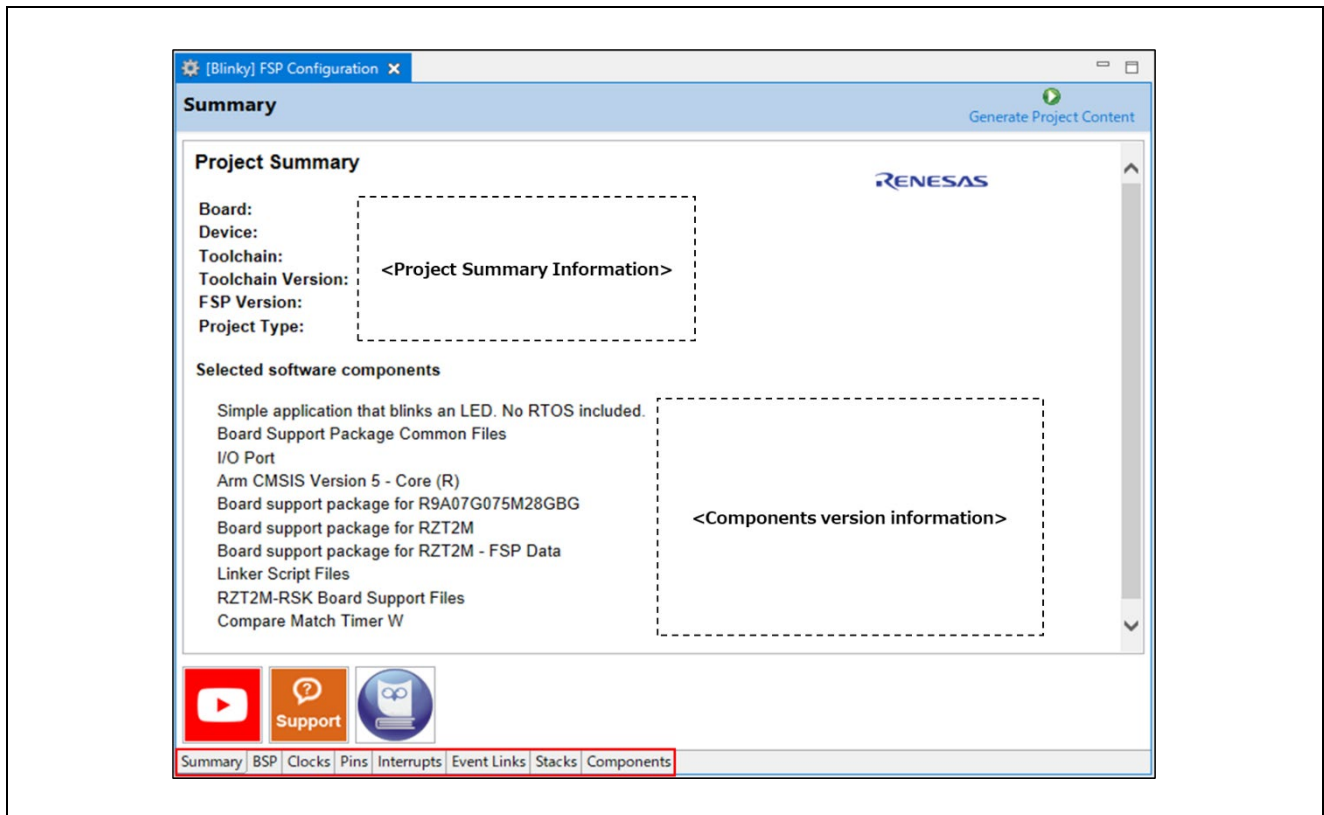 [Blinky] FSP Configuration
Summary
Generate Project Content
Project Summary
RENESAS
Board:
Device:
Toolchain:
Toolchain Version:
FSP Version:
Project Type:
<Project Summary Information>
Selected software components
Simple application that blinks an LED. No RTOS included.
Board Support Package Common Files
I/O Port
Arm CMSIS Version 5 - Core (R)
Board support package for R9A07G075M28GBG
Board support package for RZT2M
Board support package for RZT2M - FSP Data
Linker Script Files
RZT2M-RSK Board Support Files
Compare Match Timer W
<Components version information>
Support
Summary BSP Clocks Pins Interrupts Event Links Stacks Components